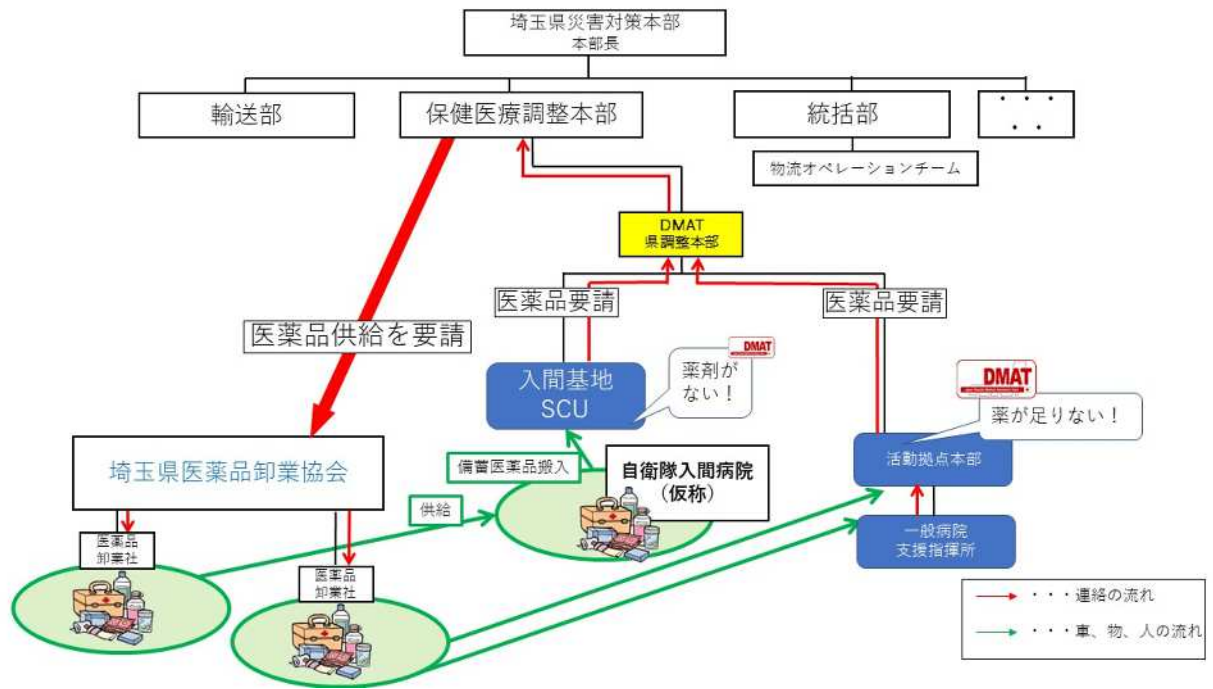 埼玉県災害対策本部
本部長
輸送部
保健医療調整本部
統括部
・・・
・・
物流オペレーションチーム
DMAT
県調整本部
医薬品要請
医薬品要請
医薬品供給を要請
入間基地
SCU
DMAT
薬剤が
ない！
DMAT
薬が足りない！
埼玉県医薬品卸業協会
備蓄医薬品搬入
自衛隊入間病院
（仮称）
活動拠点本部
供給
一般病院
支援指揮所
医薬品
卸業社
医薬品
卸業社
・・・連絡の流れ
・・・車、物、人の流れ